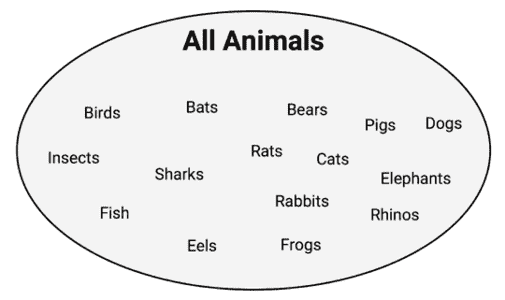 All Animals
Birds
Bats
Bears
Pigs
Dogs
Insects
Sharks
Rats
Cats
Elephants
Fish
Rabbits
Rhinos
Eels
Frogs